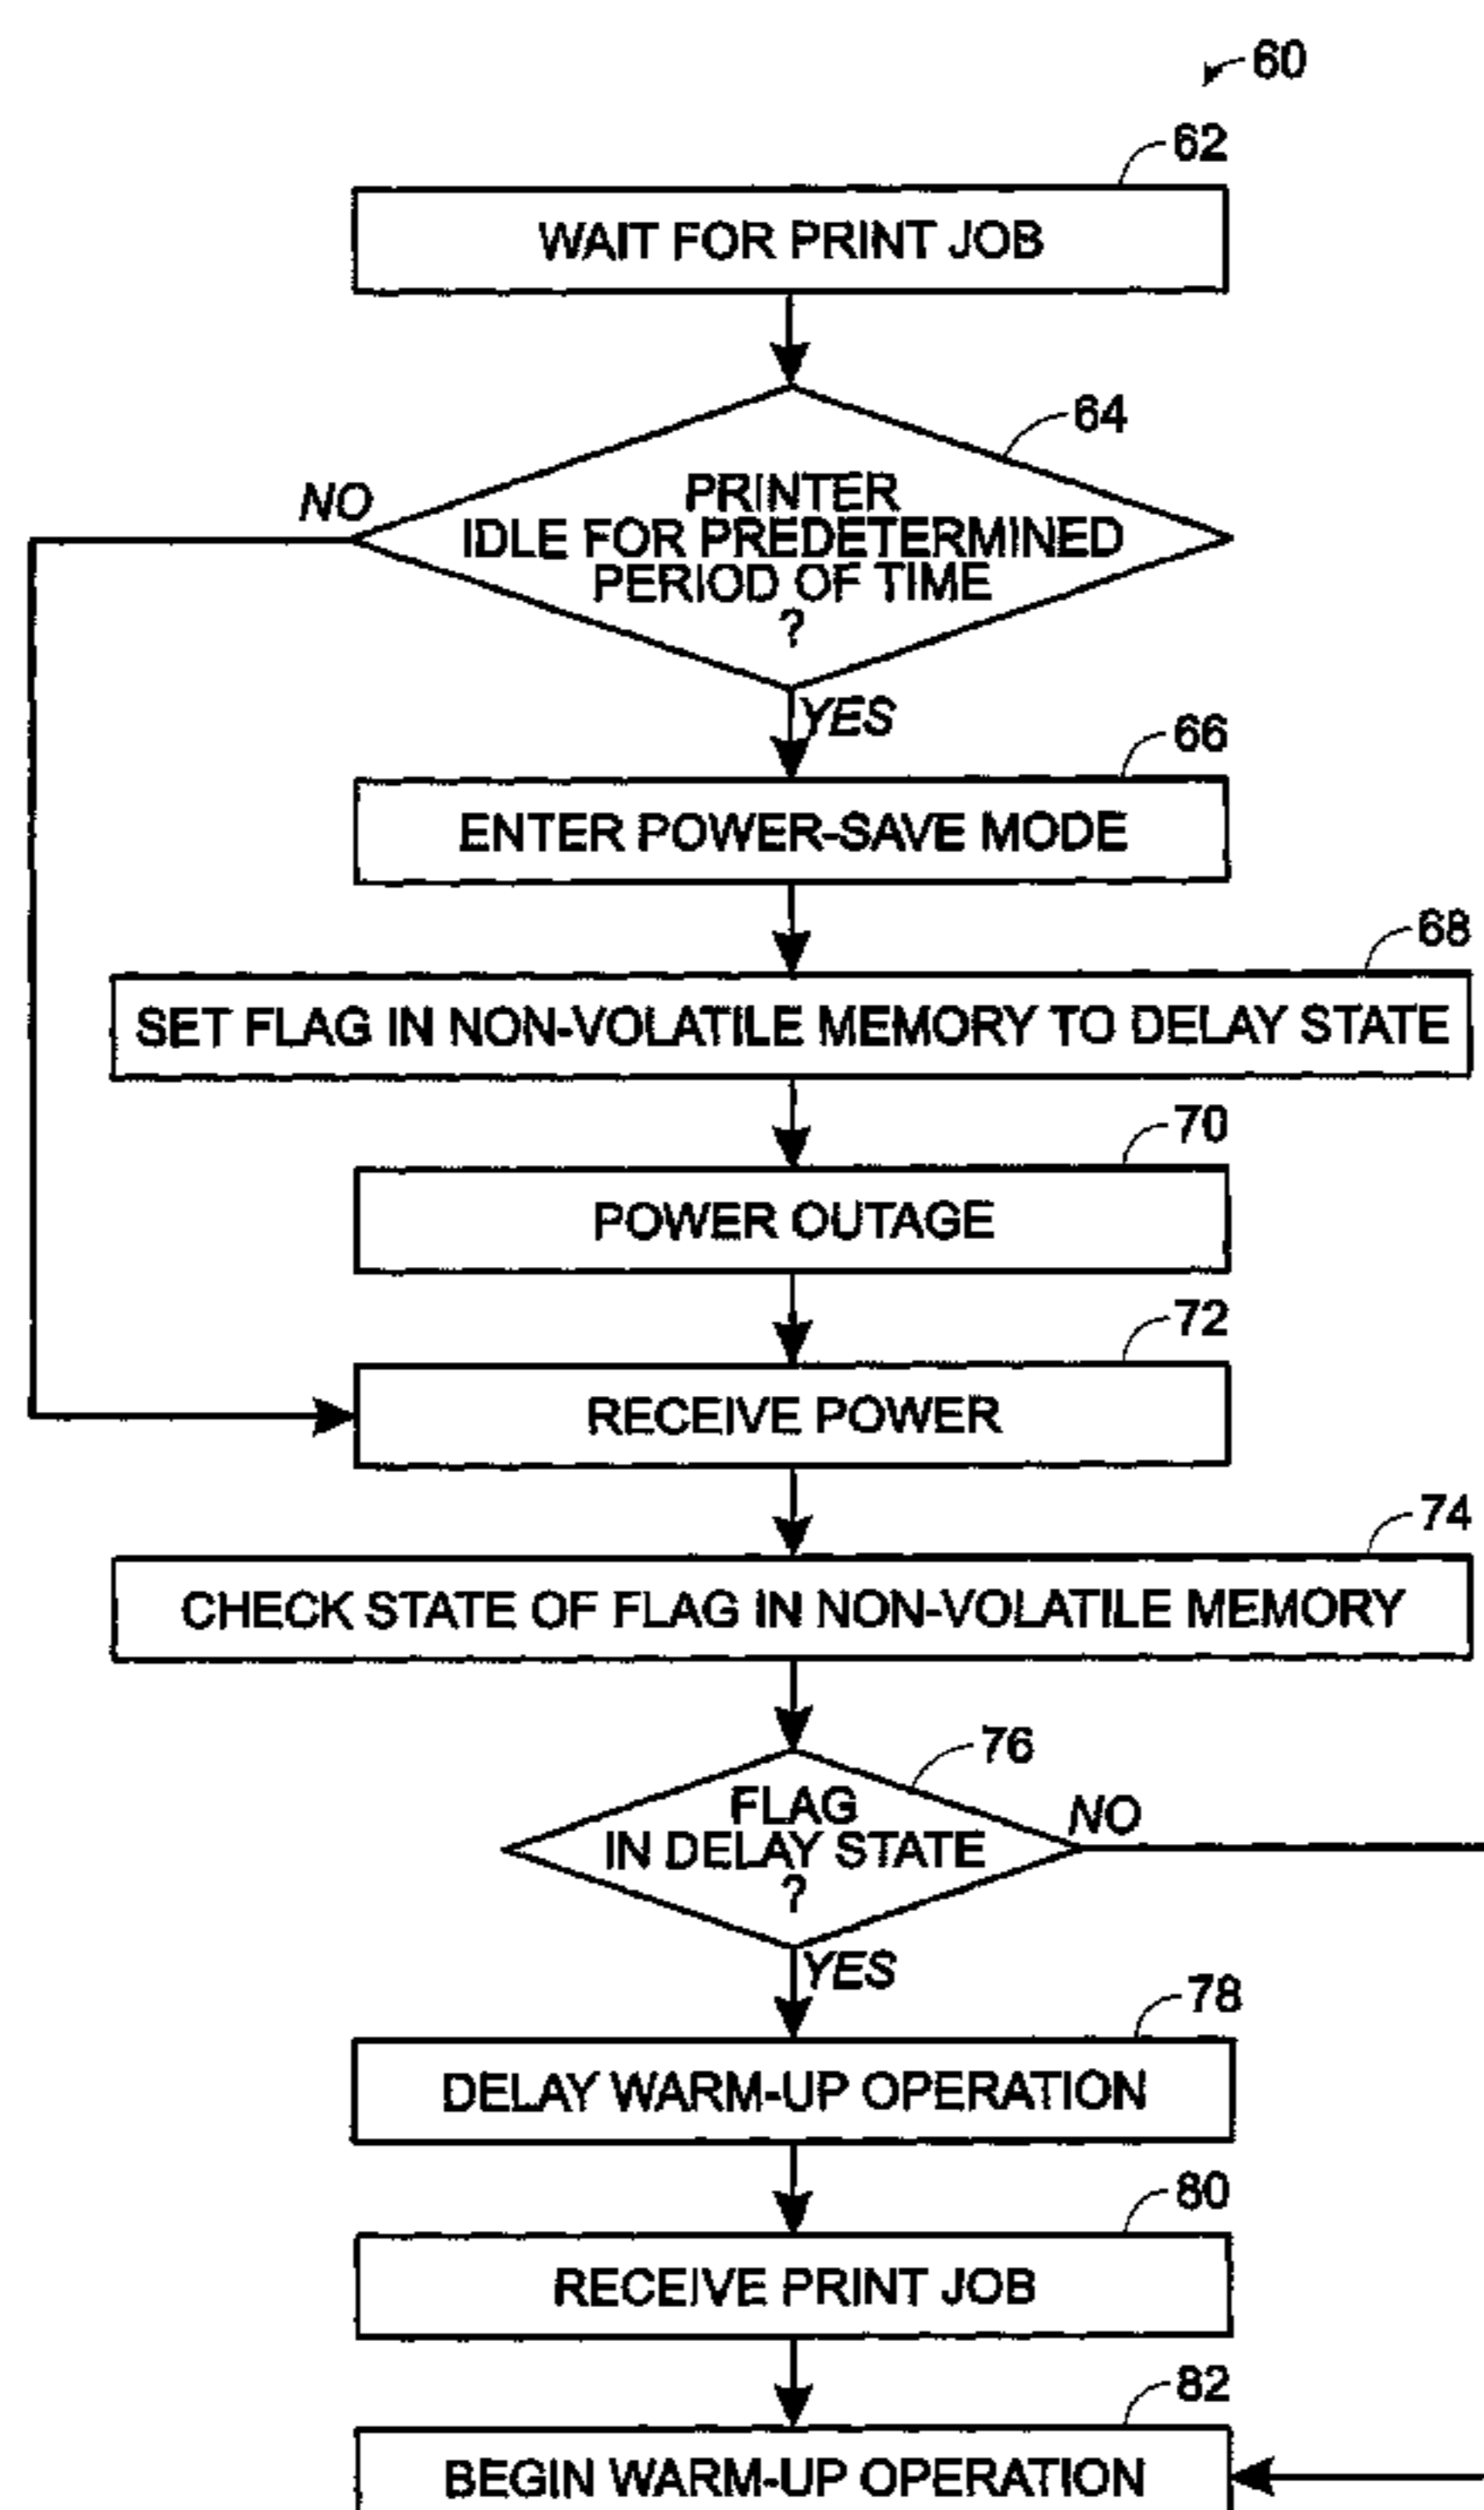 60
62
WAIT FOR PRINT JOB
64
NO
PRINTER
IDLE FOR PREDETERMINED
PERIOD OF TIME
?
YES
66
ENTER POWER-SAVE MODE
68
SET FLAG IN NON-VOLATILE MEMORY TO DELAY STATE
70
POWER OUTAGE
72
RECEIVE POWER
74
CHECK STATE OF FLAG IN NON-VOLATILE MEMORY
76
FLAG
IN DELAY STATE
?
NO
YES
78
DELAY WARM-UP OPERATION
80
RECEIVE PRINT JOB
82
BEGIN WARM-UP OPERATION